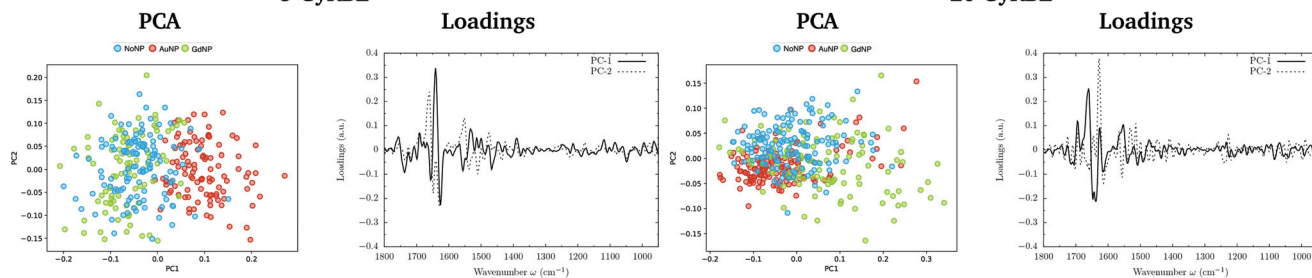 PCA
Loadings
PCA
Loadings
NoNP AuNP GdNP
NoNP AuNP GdNP
PC-1
PC-2
PC-1
PC-2
0.20
0.15
0.10
0.05
0.00
−0.05
−0.10
−0.15
PC2
−0.2 −0.1 0.0 0.1 0.2
PC1
0.4
0.3
0.2
0.1
0
−0.1
−0.2
−0.3
−0.4
Loadings (a.u.)
1800 1700 1600 1500 1400 1300 1200 1100 1000
Wavenumber ω (cm⁻¹)
0.15
0.10
0.05
0.00
−0.05
−0.10
−0.15
PC2
−0.2 −0.1 0.0 0.1 0.2 0.3
PC1
0.4
0.3
0.2
0.1
0
−0.1
−0.2
−0.3
−0.4
Loadings (a.u.)
1800 1700 1600 1500 1400 1300 1200 1100
Wavenumber ω (cm⁻¹)